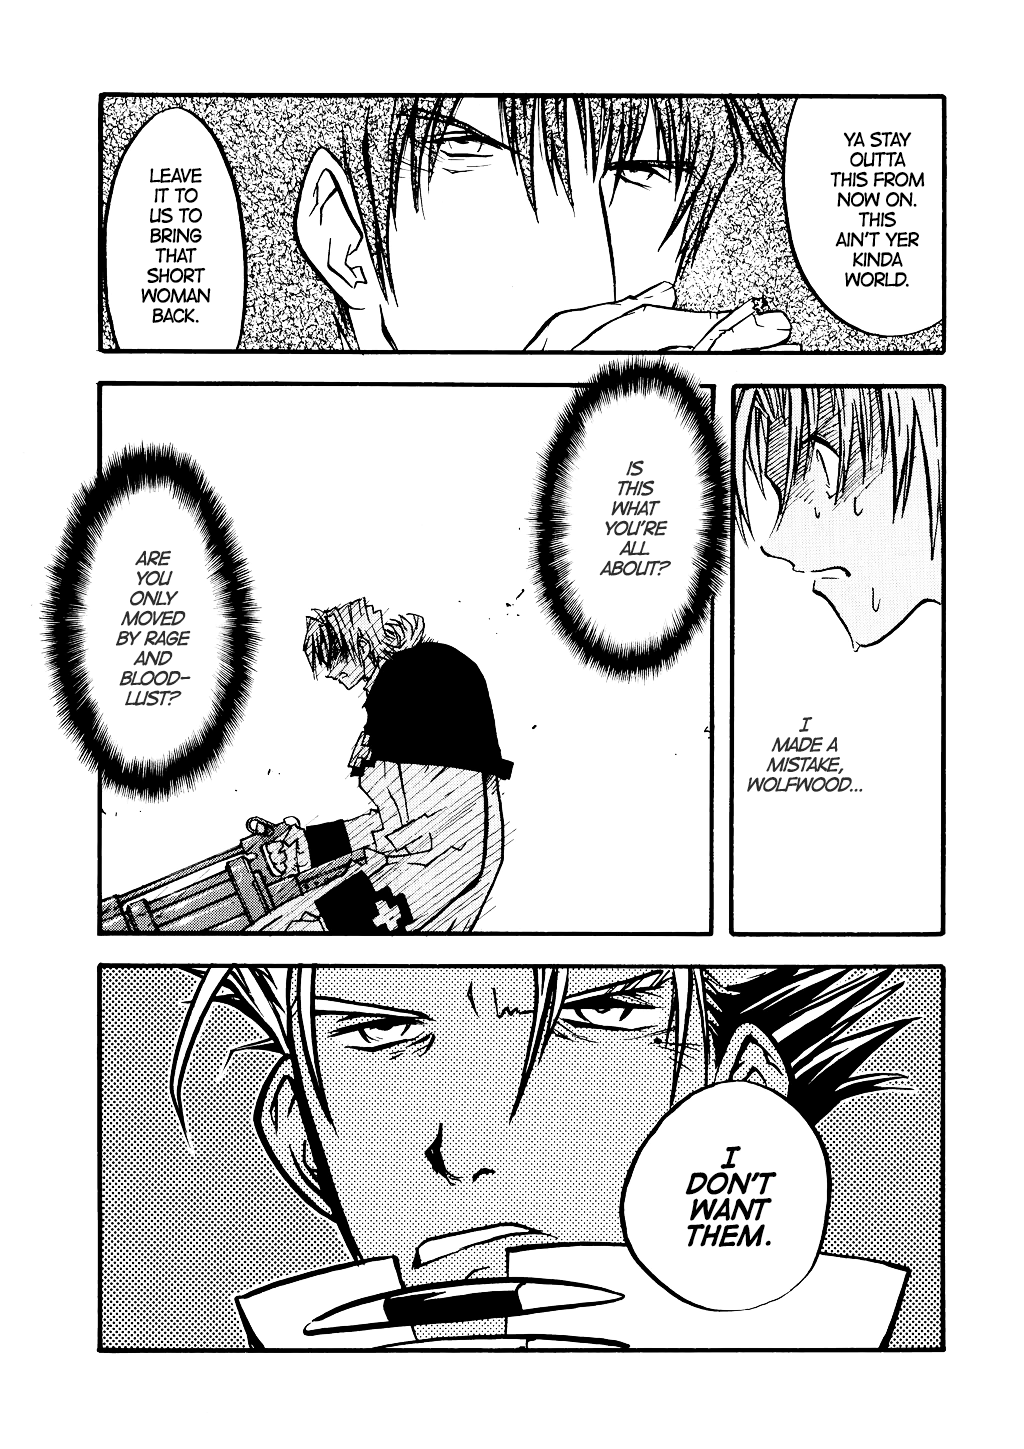 YA STAY
OUTTA
THIS FROM
NOW ON.
THIS
AIN'T YER
KINDA
WORLD.
LEAVE
IT TO
US TO
BRING
THAT
SHORT
WOMAN
BACK.
I
MADE A
MISTAKE,
WOLFWOOD...
IS
THIS
WHAT
YOU'RE
ALL
ABOUT?
ARE
YOU
ONLY
MOVED
BY RAGE
AND
BLOOD-
LUST?
I
DON'T
WANT
THEM.